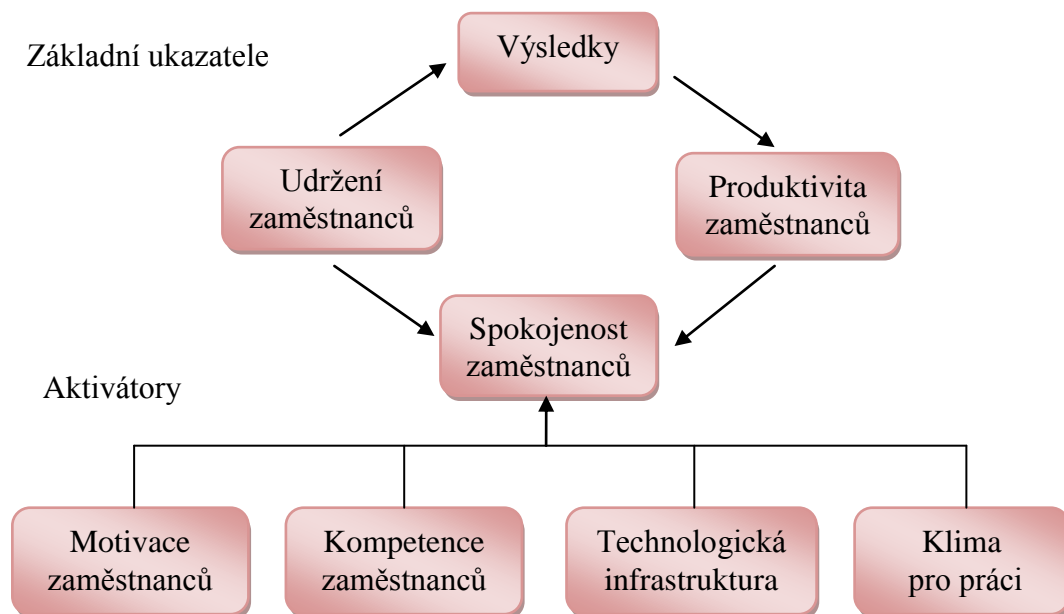 Základní ukazatele
Výsledky
Udržení
zaměstnanců
Produktivita
zaměstnanců
Spokojenost
zaměstnanců
Aktivátory
Motivace
zaměstnanců
Kompetence
zaměstnanců
Technologická
infrastruktura
Klima
pro práci